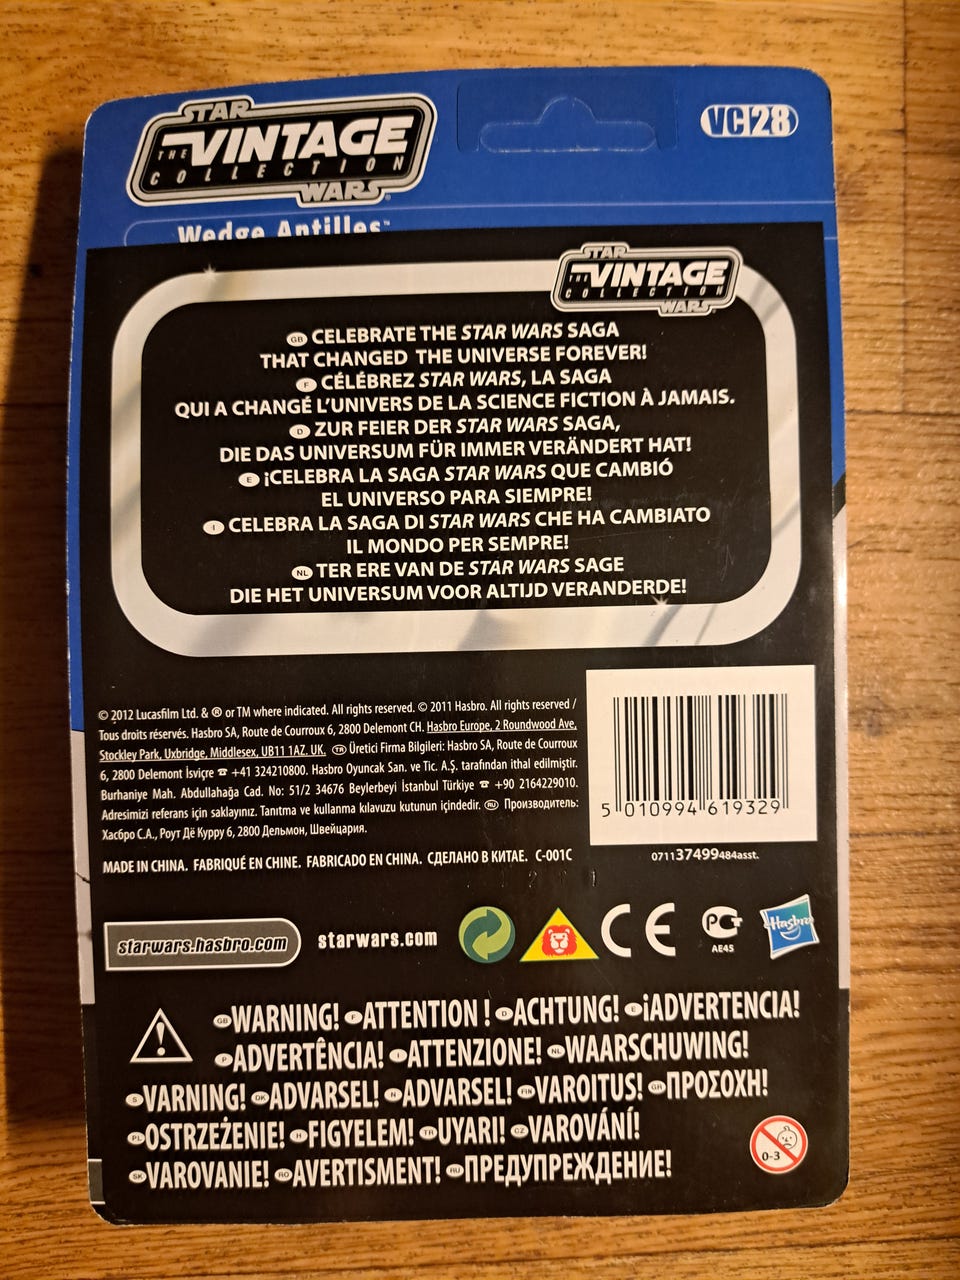 STAR
THE VINTAGE
COLLECTION
WARS
VC28
Wedge Antilles™
STAR
THE VINTAGE
COLLECTION
WARS
GB CELEBRATE THE STAR WARS SAGA
THAT CHANGED THE UNIVERSE FOREVER!
F CÉLÉBREZ STAR WARS, LA SAGA
QUI A CHANGÉ L'UNIVERS DE LA SCIENCE FICTION À JAMAIS.
D ZUR FEIER DER STAR WARS SAGA,
DIE DAS UNIVERSUM FÜR IMMER VERÄNDERT HAT!
E ¡CELEBRA LA SAGA STAR WARS QUE CAMBIÓ
EL UNIVERSO PARA SIEMPRE!
I CELEBRA LA SAGA DI STAR WARS CHE HA CAMBIATO
IL MONDO PER SEMPRE!
NL TER ERE VAN DE STAR WARS SAGE
DIE HET UNIVERSUM VOOR ALTIJD VERANDERDE!
© 2012 Lucasfilm Ltd. & ® or TM where indicated. All rights reserved. © 2011 Hasbro. All rights reserved /
Tous droits réservés. Hasbro SA, Route de Courroux 6, 2800 Delemont CH. Hasbro Europe, 2 Roundwood Ave,
Stockley Park, Uxbridge, Middlesex, UB11 1AZ. UK. TR Üretici Firma Bilgileri: Hasbro SA, Route de Courroux
6, 2800 Delemont İsviçre ☎ +41 324210800. Hasbro Oyuncak San. ve Tic. A.Ş. tarafından ithal edilmiştir.
Burhaniye Mah. Abdullahağa Cad. No: 51/2 34676 Beylerbeyi İstanbul Türkiye ☎ +90 2164229010.
Adresimizi referans için saklayınız. Tanıtma ve kullanma kılavuzu kutunun içindedir. RU Производитель:
Хасбро С.А., Роут Дё Курру 6, 2800 Дельмон, Швейцария.
MADE IN CHINA. FABRIQUÉ EN CHINE. FABRICADO EN CHINA. СДЕЛАНО В КИТАЕ. C-001C
5 010994 619329
071137499484asst.
starwars.hasbro.com
starwars.com
CE
РСТ
АЕ45
Hasbro
GB WARNING! F ATTENTION ! D ACHTUNG! E ¡ADVERTENCIA!
P ADVERTÊNCIA! I ATTENZIONE! NL WAARSCHUWING!
S VARNING! DK ADVARSEL! N ADVARSEL! FIN VAROITUS! GR ΠΡΟΣΟΧΗ!
PL OSTRZEŻENIE! H FIGYELEM! TR UYARI! CZ VAROVÁNÍ!
SK VAROVANIE! RO AVERTISMENT! RU ПРЕДУПРЕЖДЕНИЕ!
0-3